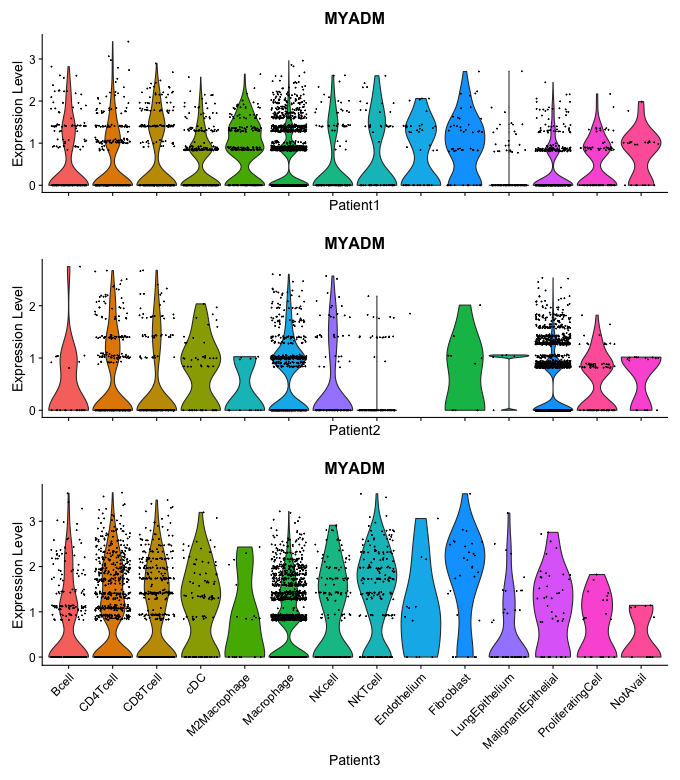 MYADM
Expression Level
3
2
1
0
Patient1
MYADM
Expression Level
2
1
0
Patient2
MYADM
Expression Level
3
2
1
0
Bcell
CD4Tcell
CD8Tcell
cDC
M2Macrophage
Macrophage
NKcell
NKTcell
Endothelium
Fibroblast
LungEpithelium
MalignantEpithelial
ProliferatingCell
NotAvail
Patient3